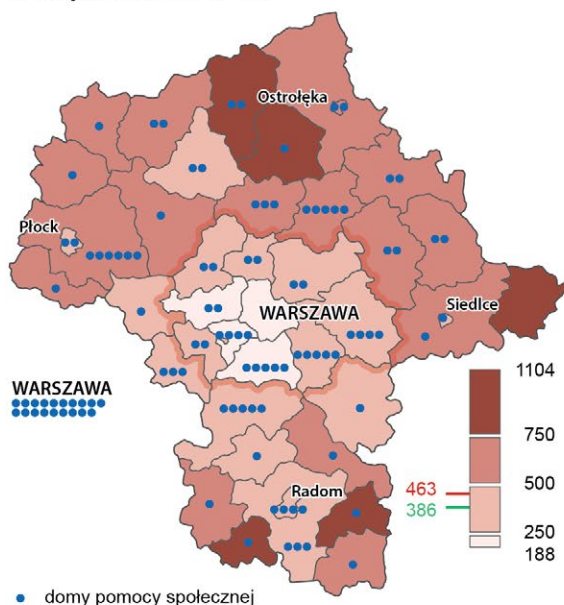 Ostrołęka
Płock
WARSZAWA
Siedlce
WARSZAWA
1104
750
500
463
386
250
188
Radom
domy pomocy społecznej